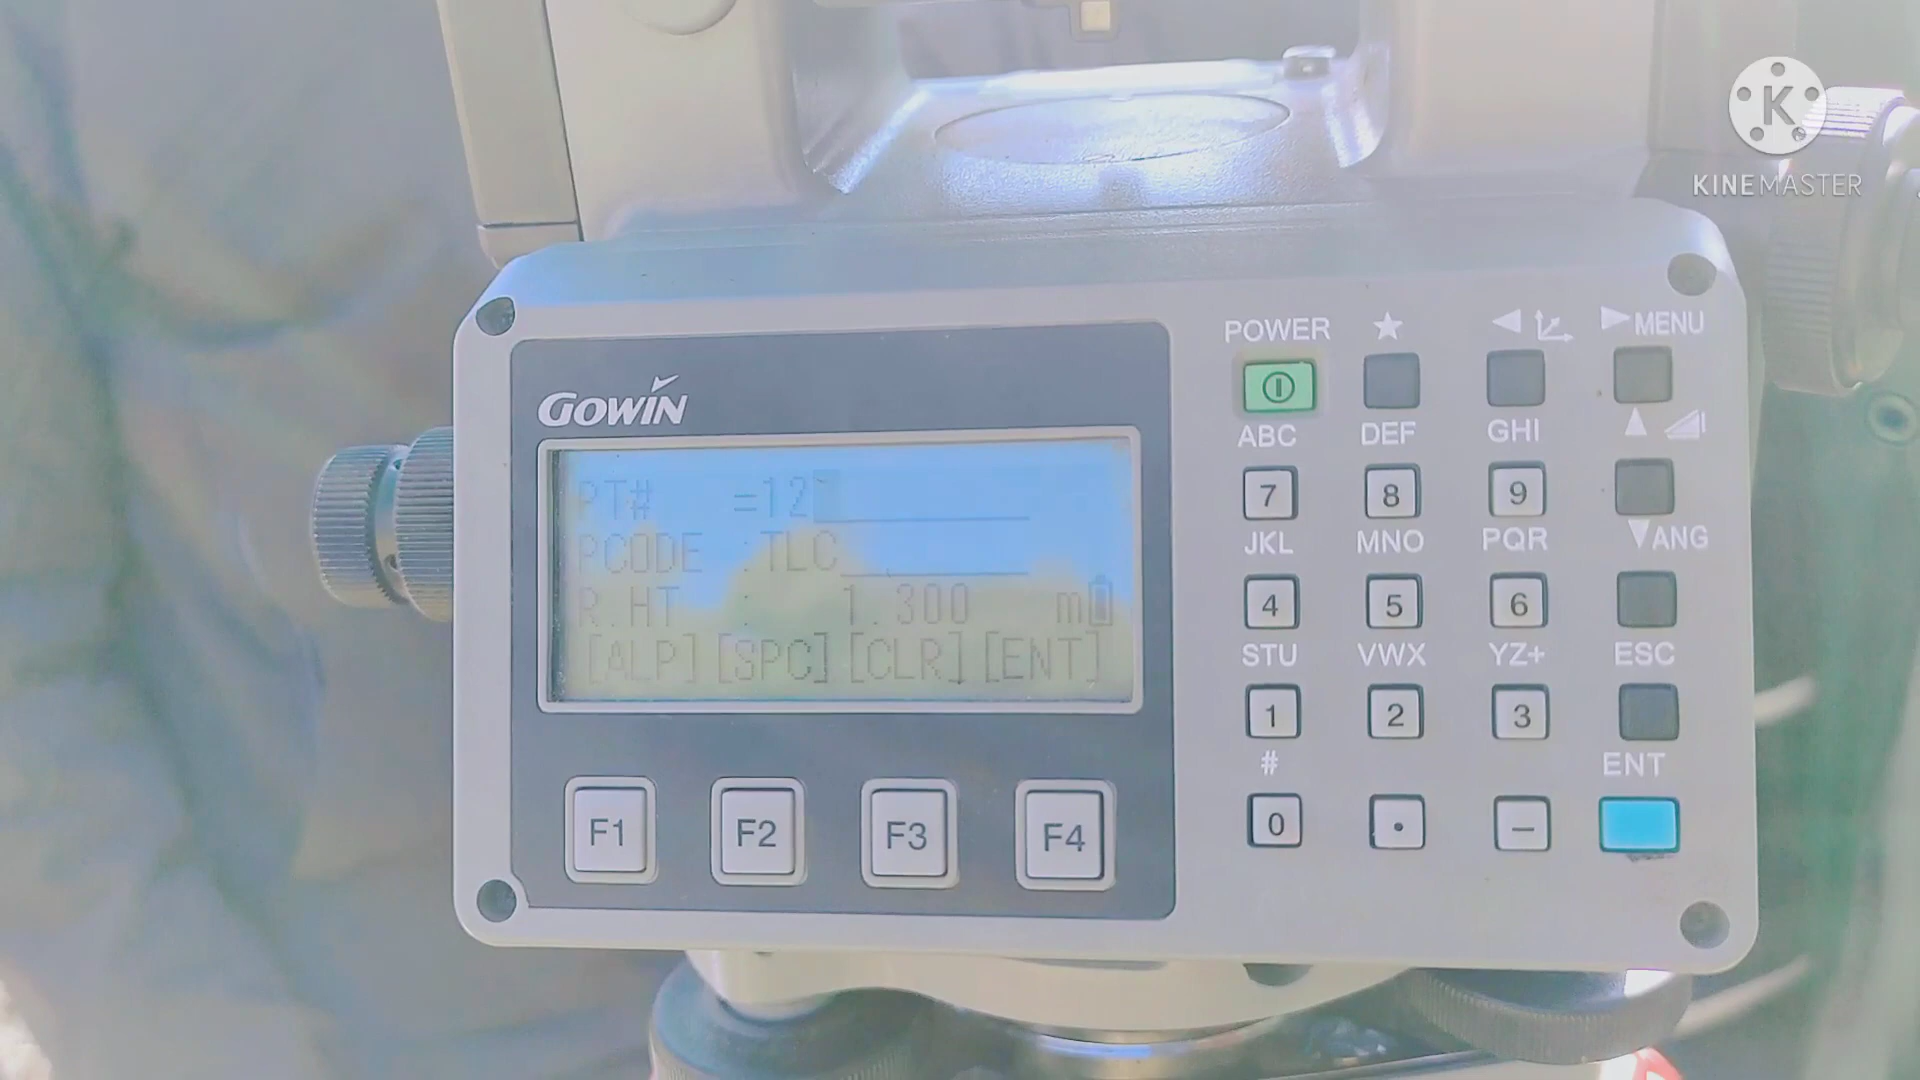 KINEMASTER
GOWIN
PT# =12
PCODE :TLC
R.HT : 1.300 m
[ALP] [SPC] [CLR] [ENT]
F1 F2 F3 F4
POWER ★ ◀ ▶MENU
ABC DEF GHI ▲
7 8 9
JKL MNO PQR ▼ANG
4 5 6
STU VWX YZ+ ESC
1 2 3
# ENT
0 . –